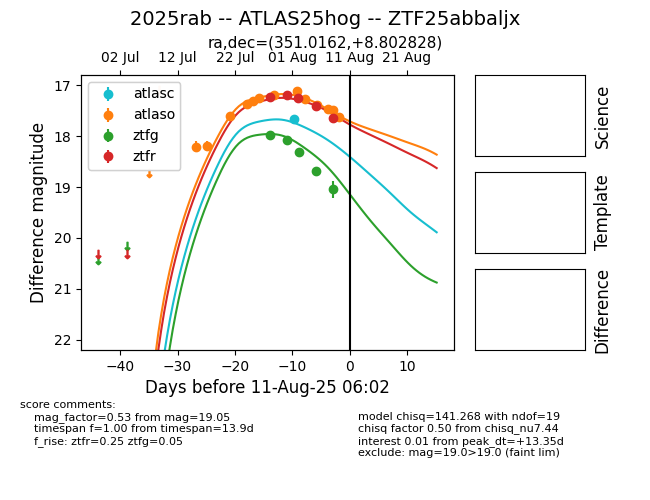 2025rab -- ATLAS25hog -- ZTF25abbaljx
ra,dec=(351.0162,+8.802828)
02 Jul 12 Jul 22 Jul 01 Aug 11 Aug 21 Aug
atlasc
atlaso
ztfg
ztfr
17
18
19
20
21
22
Difference magnitude
−40 −30 −20 −10 0 10
Days before 11-Aug-25 06:02
Science
Template
Difference
score comments:
mag_factor=0.53 from mag=19.05
timespan f=1.00 from timespan=13.9d
f_rise: ztfr=0.25 ztfg=0.05
model chisq=141.268 with ndof=19
chisq factor 0.50 from chisq_nu7.44
interest 0.01 from peak_dt=+13.35d
exclude: mag=19.0>19.0 (faint lim)